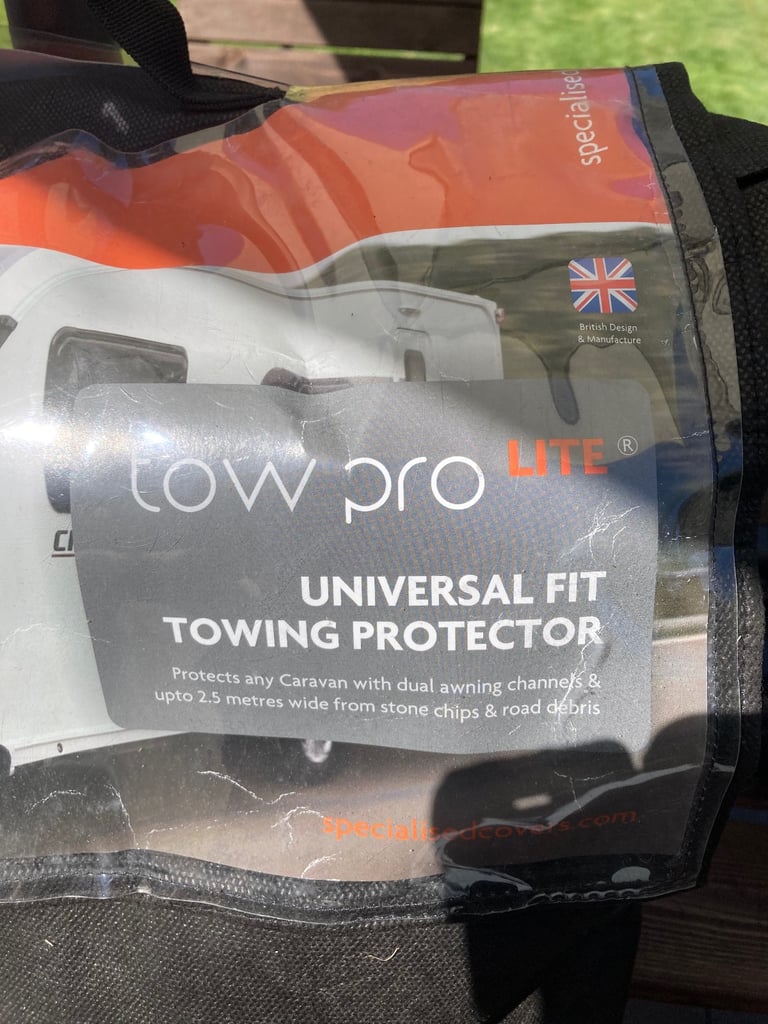 specialised
British Design
& Manufacture
tow pro LITE ®
UNIVERSAL FIT
TOWING PROTECTOR
Protects any Caravan with dual awning channels &
upto 2.5 metres wide from stone chips & road debris
specialisedcovers.com